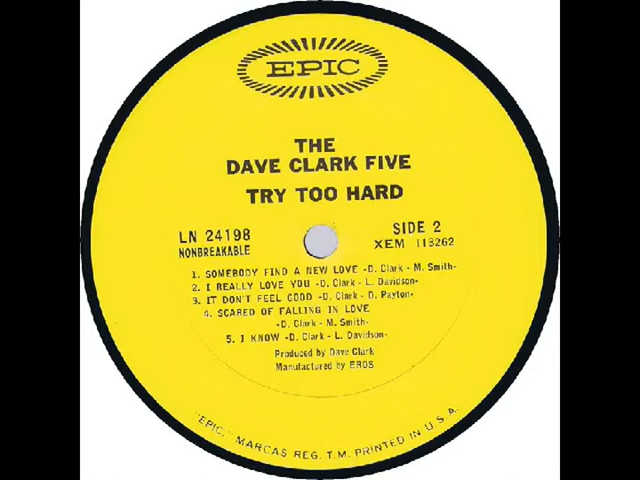 EPIC
THE
DAVE CLARK FIVE
TRY TOO HARD
LN 24198
NONBREAKABLE
SIDE 2
XEM 113262
1. SOMEBODY FIND A NEW LOVE -D. Clark - M. Smith-
2. I REALLY LOVE YOU -D. Clark - L. Davidson-
3. IT DON'T FEEL GOOD -D. Clark - D. Payton-
4. SCARED OF FALLING IN LOVE
-D. Clark - M. Smith-
5. I KNOW -D. Clark - L. Davidson-
Produced by Dave Clark
Manufactured by EROS
"EPIC," MARCAS REG. T.M. PRINTED IN U.S.A.